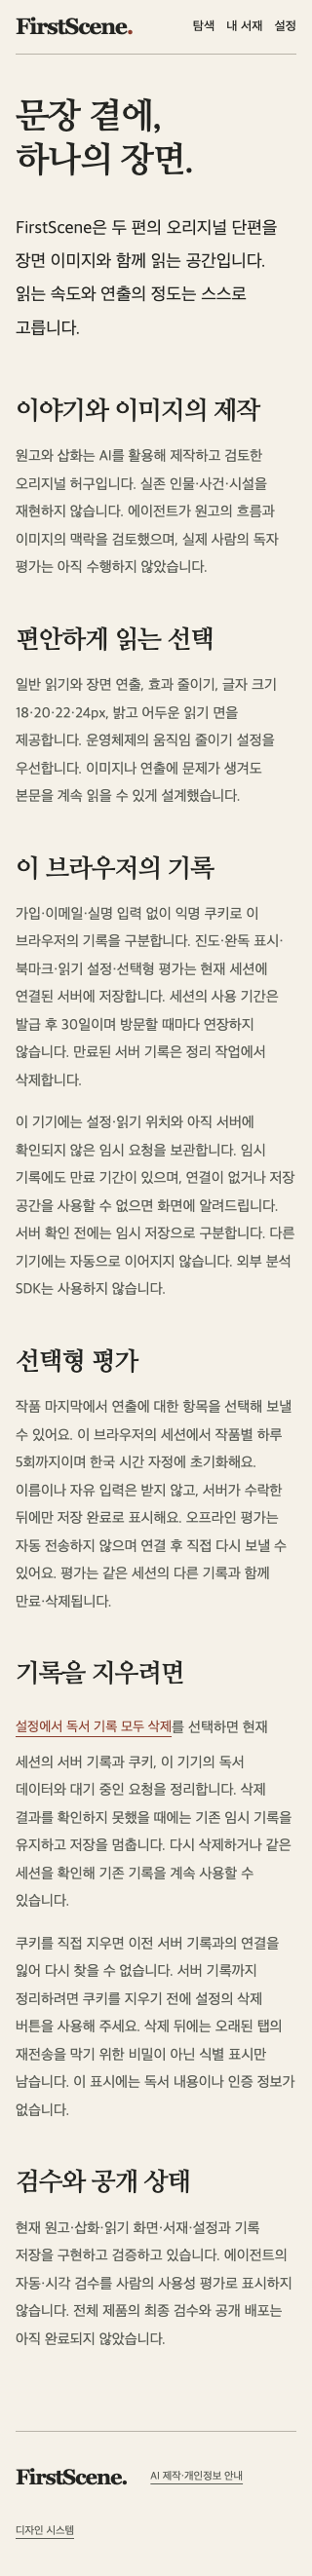 FirstScene.
탐색 내 서재 설정
문장 곁에,
하나의 장면.
FirstScene은 두 편의 오리지널 단편을
장면 이미지와 함께 읽는 공간입니다.
읽는 속도와 연출의 정도는 스스로
고릅니다.
이야기와 이미지의 제작
원고와 삽화는 AI를 활용해 제작하고 검토한
오리지널 허구입니다. 실존 인물·사건·시설을
재현하지 않습니다. 에이전트가 원고의 흐름과
이미지의 맥락을 검토했으며, 실제 사람의 독자
평가는 아직 수행하지 않았습니다.
편안하게 읽는 선택
일반 읽기와 장면 연출, 효과 줄이기, 글자 크기
18·20·22·24px, 밝고 어두운 읽기 면을
제공합니다. 운영체제의 움직임 줄이기 설정을
우선합니다. 이미지나 연출에 문제가 생겨도
본문을 계속 읽을 수 있게 설계했습니다.
이 브라우저의 기록
가입·이메일·실명 입력 없이 익명 쿠키로 이
브라우저의 기록을 구분합니다. 진도·완독 표시·
북마크·읽기 설정·선택형 평가는 현재 세션에
연결된 서버에 저장합니다. 세션의 사용 기간은
발급 후 30일이며 방문할 때마다 연장하지
않습니다. 만료된 서버 기록은 정리 작업에서
삭제합니다.
이 기기에는 설정·읽기 위치와 아직 서버에
확인되지 않은 임시 요청을 보관합니다. 임시
기록에도 만료 기간이 있으며, 연결이 없거나 저장
공간을 사용할 수 없으면 화면에 알려드립니다.
서버 확인 전에는 임시 저장으로 구분합니다. 다른
기기에는 자동으로 이어지지 않습니다. 외부 분석
SDK는 사용하지 않습니다.
선택형 평가
작품 마지막에서 연출에 대한 항목을 선택해 보낼
수 있어요. 이 브라우저의 세션에서 작품별 하루
5회까지이며 한국 시간 자정에 초기화해요.
이름이나 자유 입력은 받지 않고, 서버가 수락한
뒤에만 저장 완료로 표시해요. 오프라인 평가는
자동 전송하지 않으며 연결 후 직접 다시 보낼 수
있어요. 평가는 같은 세션의 다른 기록과 함께
만료·삭제됩니다.
기록을 지우려면
설정에서 독서 기록 모두 삭제를 선택하면 현재
세션의 서버 기록과 쿠키, 이 기기의 독서
데이터와 대기 중인 요청을 정리합니다. 삭제
결과를 확인하지 못했을 때에는 기존 임시 기록을
유지하고 저장을 멈춥니다. 다시 삭제하거나 같은
세션을 확인해 기존 기록을 계속 사용할 수
있습니다.
쿠키를 직접 지우면 이전 서버 기록과의 연결을
잃어 다시 찾을 수 없습니다. 서버 기록까지
정리하려면 쿠키를 지우기 전에 설정의 삭제
버튼을 사용해 주세요. 삭제 뒤에는 오래된 탭의
재전송을 막기 위한 비밀이 아닌 식별 표시만
남습니다. 이 표시에는 독서 내용이나 인증 정보가
없습니다.
검수와 공개 상태
현재 원고·삽화·읽기 화면·서재·설정과 기록
저장을 구현하고 검증하고 있습니다. 에이전트의
자동·시각 검수를 사람의 사용성 평가로 표시하지
않습니다. 전체 제품의 최종 검수와 공개 배포는
아직 완료되지 않았습니다.
FirstScene.
AI 제작·개인정보 안내
디자인 시스템